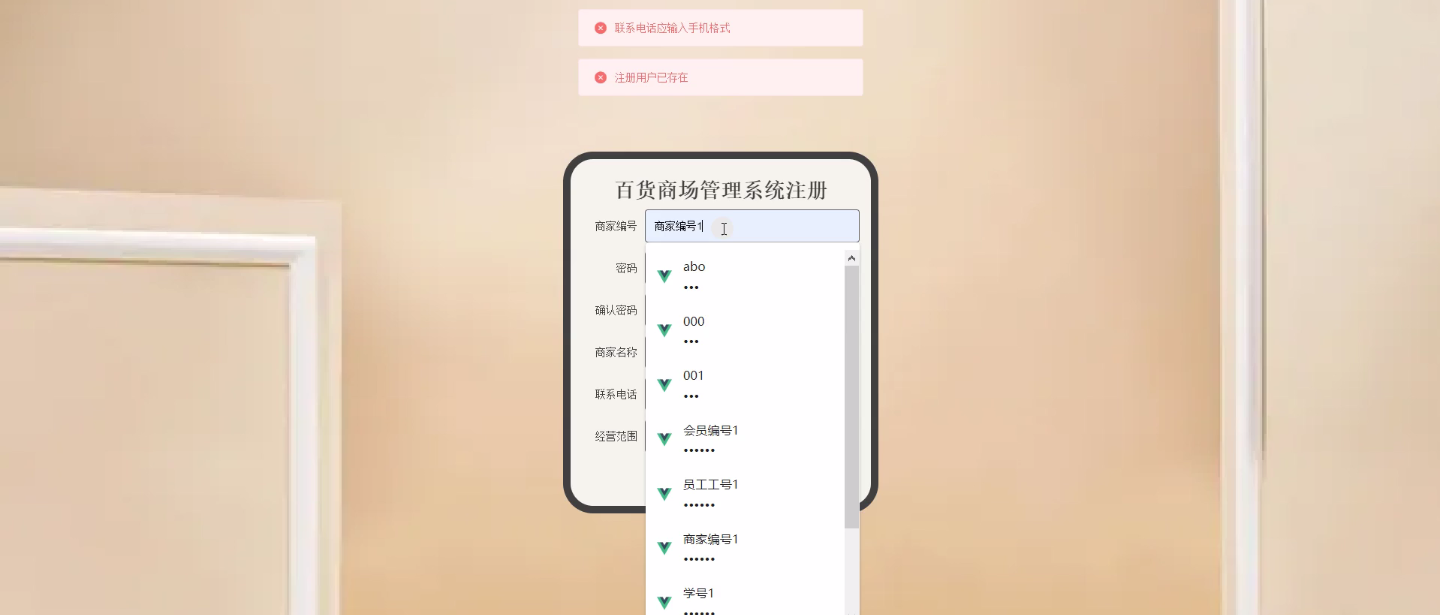 联系电话应输入手机格式
注册用户已存在
百货商场管理系统注册
商家编号 商家编号1
密码
确认密码
商家名称
联系电话
经营范围
abo
•••
000
•••
001
•••
会员编号1
••••••
员工工号1
••••••
商家编号1
••••••
学号1
••••••